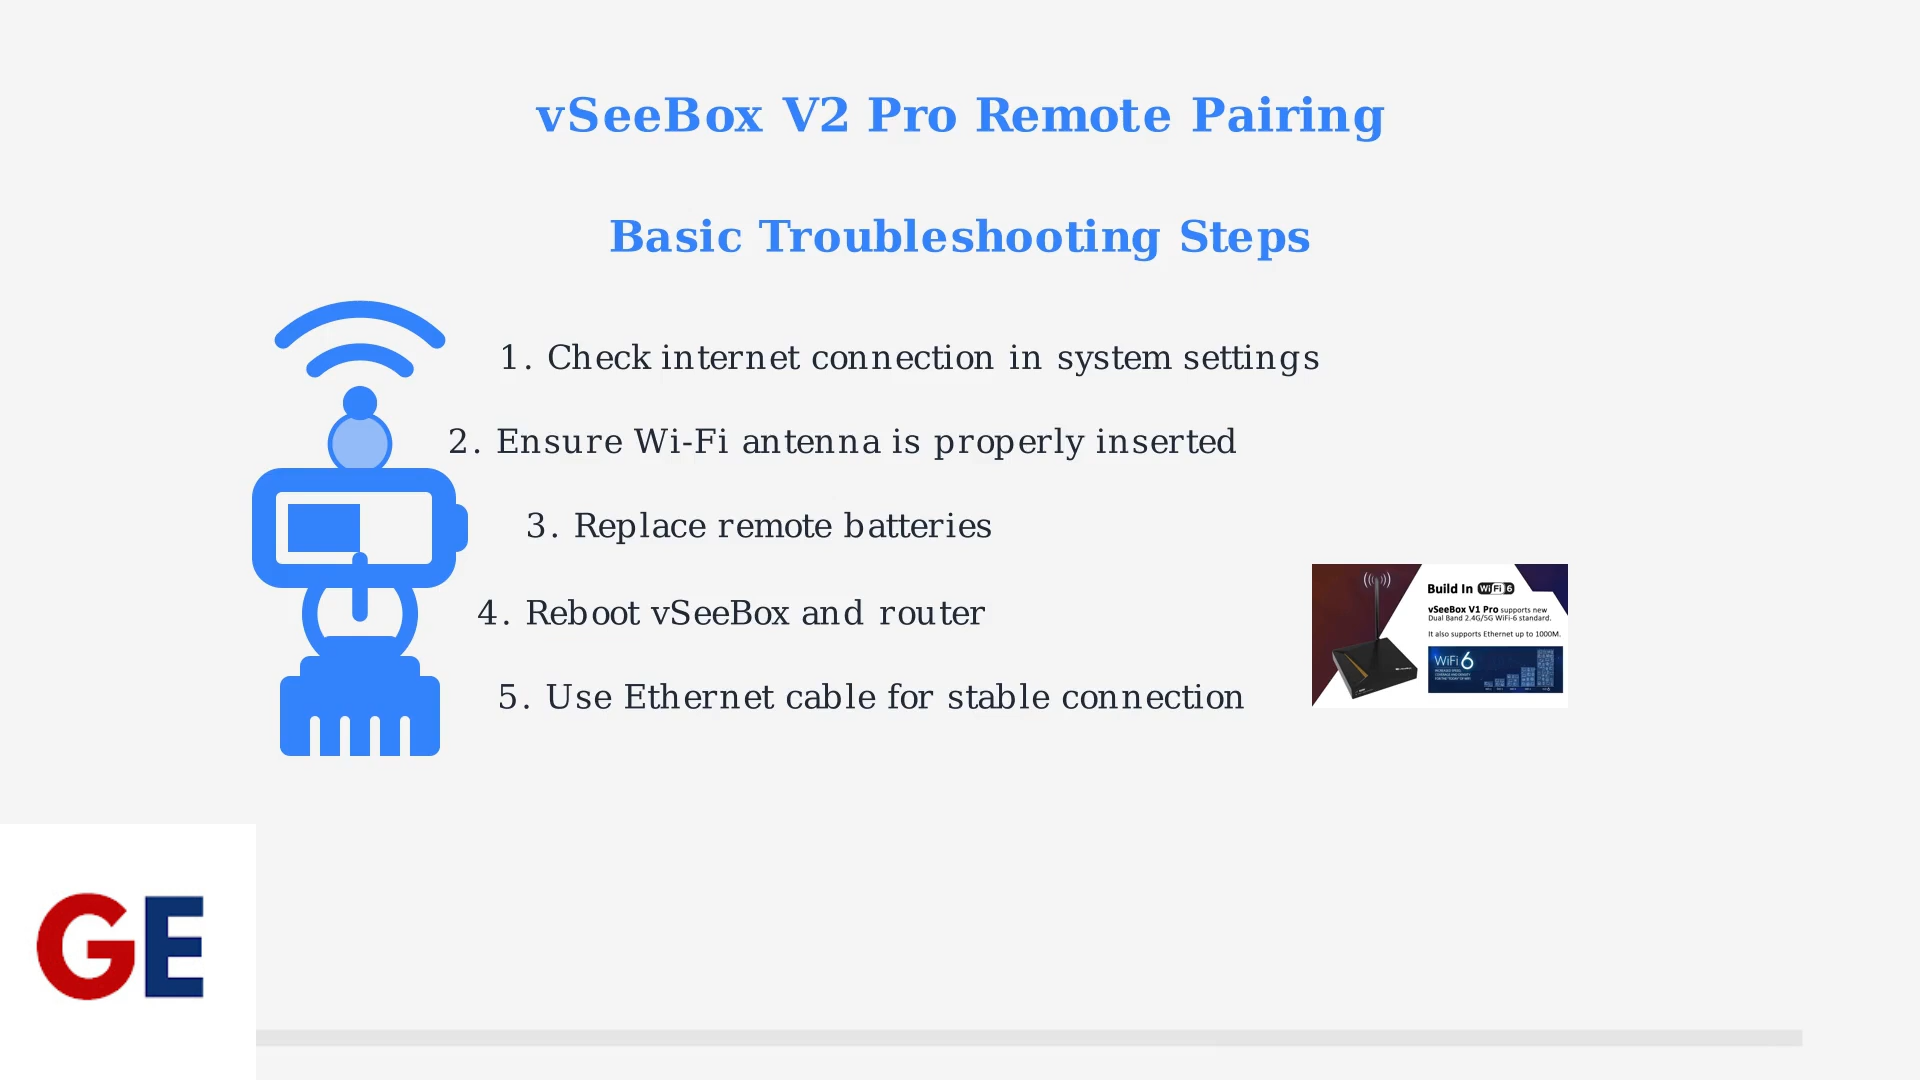 vSeeBox V2 Pro Remote Pairing
Basic Troubleshooting Steps
1. Check internet connection in system settings
2. Ensure Wi-Fi antenna is properly inserted
3. Replace remote batteries
4. Reboot vSeeBox and router
5. Use Ethernet cable for stable connection
Build In WiFi 6
vSeeBox V1 Pro supports new
Dual Band 2.4G/5G WiFi-6 standard.
It also supports Ethernet up to 1000M.
WiFi 6
GE